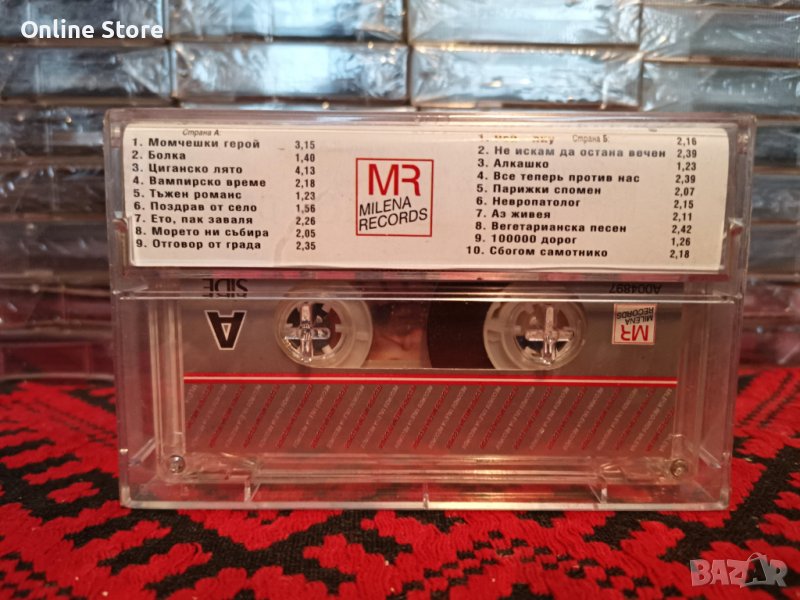 Online Store
Страна А:
1. Момчешки герой 3,15
2. Болка 1,40
3. Циганско лято 4,13
4. Вампирско време 2,18
5. Тъжен романс 1,23
6. Поздрав от село 1,56
7. Ето, пак заваля 2,26
8. Морето ни събира 2,05
9. Отговор от града 2,35
MR
MILENA
RECORDS
Страна Б:
1. 2,16
2. Не искам да остана вечен 2,39
3. Алкашко 1,23
4. Все теперь против нас 2,39
5. Парижки спомен 2,07
6. Невропатолог 2,15
7. Аз живея 2,11
8. Вегетарианска песен 2,42
9. 100000 дорог 1,26
10. Сбогом самотнико 2,18
SIDE
A
A004897
MR
MILENA
RECORDS
BAZAR